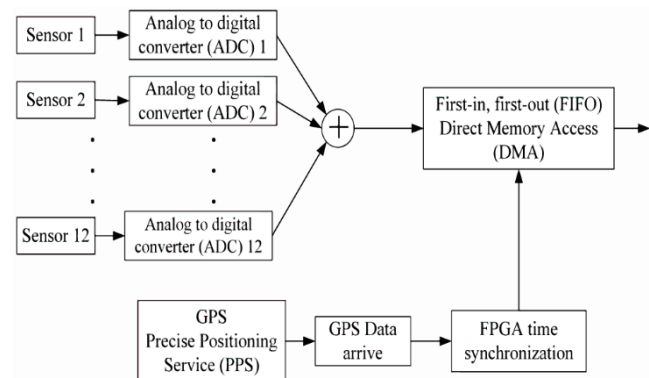 Sensor 1
Analog to digital
converter (ADC) 1
Sensor 2
Analog to digital
converter (ADC) 2
Sensor 12
Analog to digital
converter (ADC) 12
+
First-in, first-out (FIFO)
Direct Memory Access
(DMA)
GPS
Precise Positioning
Service (PPS)
GPS Data
arrive
FPGA time
synchronization